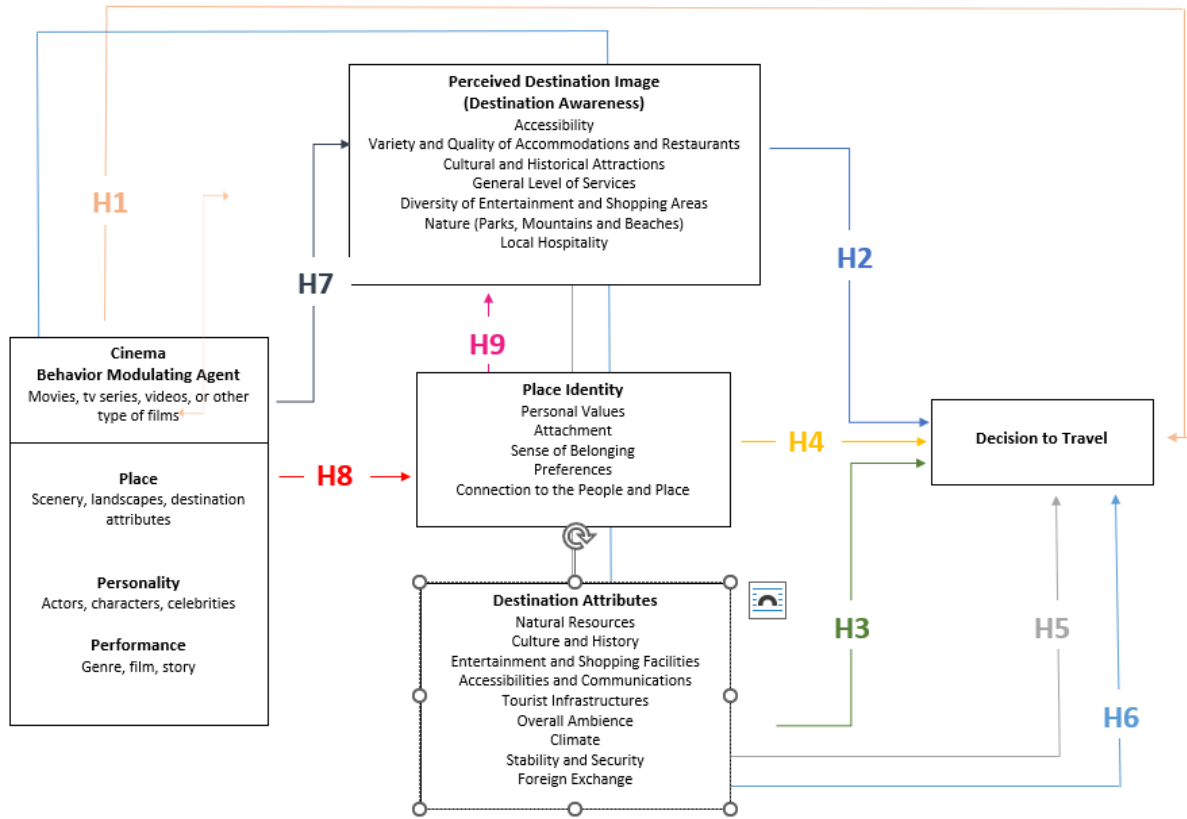 Perceived Destination Image
(Destination Awareness)
Accessibility
Variety and Quality of Accommodations and Restaurants
Cultural and Historical Attractions
General Level of Services
Diversity of Entertainment and Shopping Areas
Nature (Parks, Mountains and Beaches)
Local Hospitality
H1
H2
H7
H9
Cinema
Behavior Modulating Agent
Movies, tv series, videos, or other
type of films
Place
Scenery, landscapes, destination
attributes
Personality
Actors, characters, celebrities
Performance
Genre, film, story
H8
Place Identity
Personal Values
Attachment
Sense of Belonging
Preferences
Connection to the People and Place
H4
Decision to Travel
Destination Attributes
Natural Resources
Culture and History
Entertainment and Shopping Facilities
Accessibilities and Communications
Tourist Infrastructures
Overall Ambience
Climate
Stability and Security
Foreign Exchange
H3
H5
H6